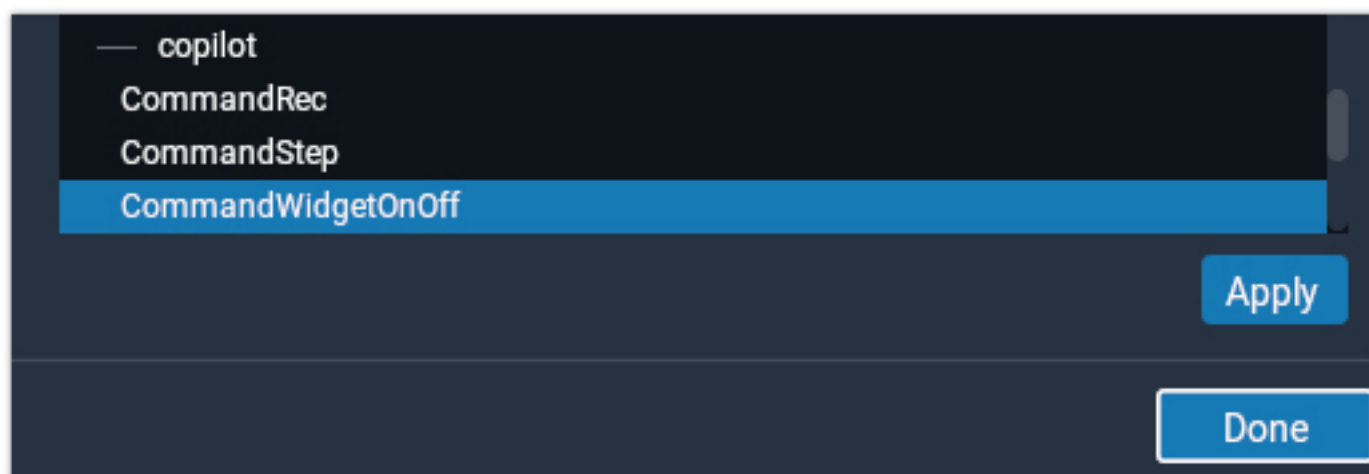 copilot
CommandRec
CommandStep
CommandWidgetOnOff
Apply
Done